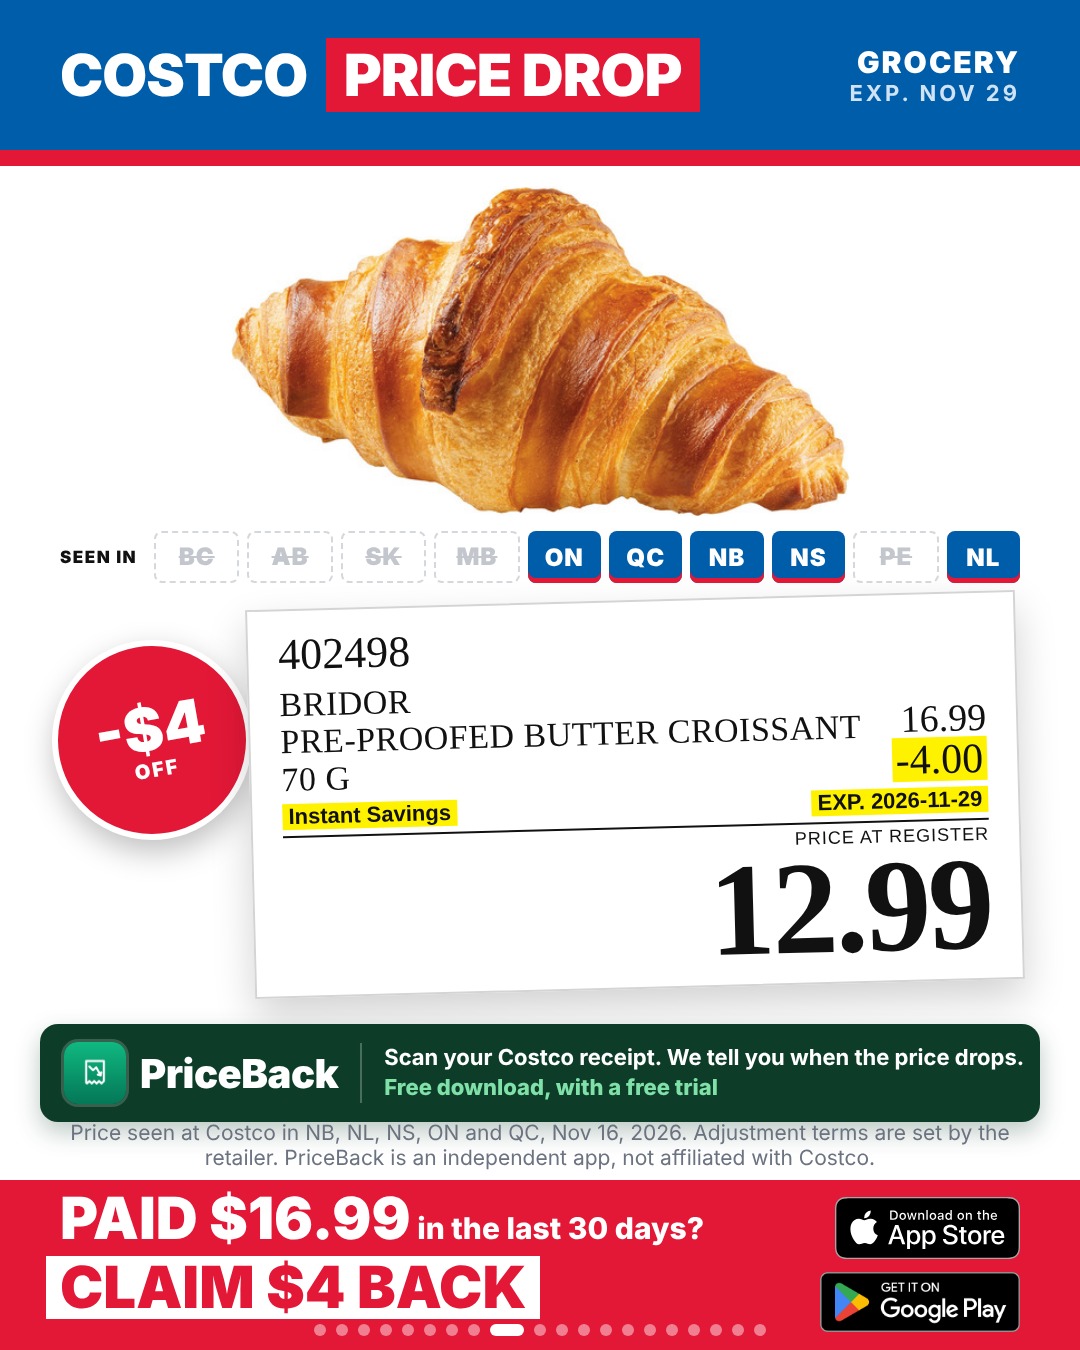 COSTCO PRICE DROP
GROCERY
EXP. NOV 29
SEEN IN BC AB SK MB ON QC NB NS PE NL
-$4
OFF
402498
BRIDOR
PRE-PROOFED BUTTER CROISSANT 16.99
70 G -4.00
Instant Savings EXP. 2026-11-29
PRICE AT REGISTER
12.99
PriceBack
Scan your Costco receipt. We tell you when the price drops.
Free download, with a free trial
Price seen at Costco in NB, NL, NS, ON and QC, Nov 16, 2026. Adjustment terms are set by the
retailer. PriceBack is an independent app, not affiliated with Costco.
PAID $16.99 in the last 30 days?
CLAIM $4 BACK
Download on the
App Store
GET IT ON
Google Play